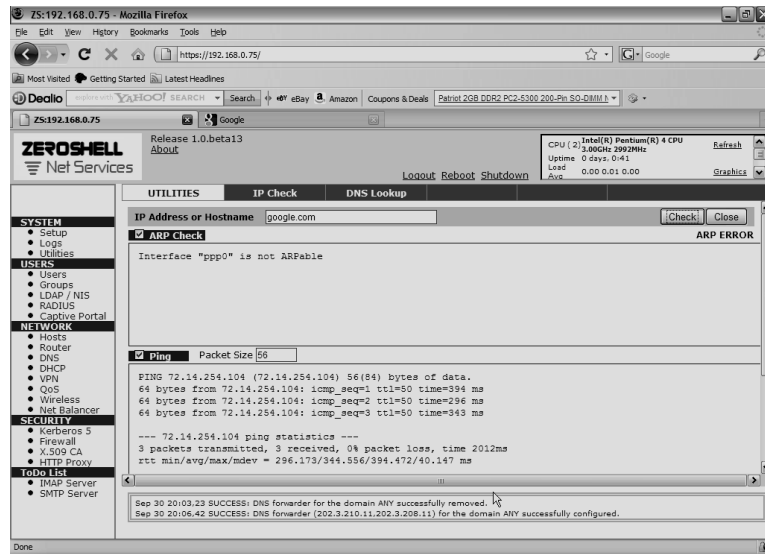 ZS:192.168.0.75 - Mozilla Firefox
File Edit View History Bookmarks Tools Help
https://192.168.0.75/
Google
Most Visited Getting Started Latest Headlines
Dealio explore with YAHOO! SEARCH Search eBay Amazon Coupons & Deals Patriot 2GB DDR2 PC2-5300 200-Pin SO-DIMM
ZS:192.168.0.75 Google
ZEROSHELL
Net Services
Release 1.0.beta13
About
Logout Reboot Shutdown
CPU (2) Intel(R) Pentium(R) 4 CPU 3.00GHz 2992MHz Refresh
Uptime 0 days, 0:41
Load Avg 0.00 0.01 0.00 Graphics
UTILITIES IP Check DNS Lookup
IP Address or Hostname google.com Check Close
ARP Check ARP ERROR
Interface "ppp0" is not ARPable
SYSTEM
Setup
Logs
Utilities
USERS
Users
Groups
LDAP / NIS
RADIUS
Captive Portal
NETWORK
Hosts
Router
DNS
DHCP
VPN
QoS
Wireless
Net Balancer
SECURITY
Kerberos 5
Firewall
X.509 CA
HTTP Proxy
ToDo List
IMAP Server
SMTP Server
Ping Packet Size 56
PING 72.14.254.104 (72.14.254.104) 56(84) bytes of data.
64 bytes from 72.14.254.104: icmp_seq=1 ttl=50 time=394 ms
64 bytes from 72.14.254.104: icmp_seq=2 ttl=50 time=296 ms
64 bytes from 72.14.254.104: icmp_seq=3 ttl=50 time=343 ms
--- 72.14.254.104 ping statistics ---
3 packets transmitted, 3 received, 0% packet loss, time 2012ms
rtt min/avg/max/mdev = 296.173/344.556/394.472/40.147 ms
Sep 30 20:03,23 SUCCESS: DNS forwarder for the domain ANY successfully removed.
Sep 30 20:06,42 SUCCESS: DNS forwarder (202.3.210.11,202.3.208.11) for the domain ANY successfully configured.
Done